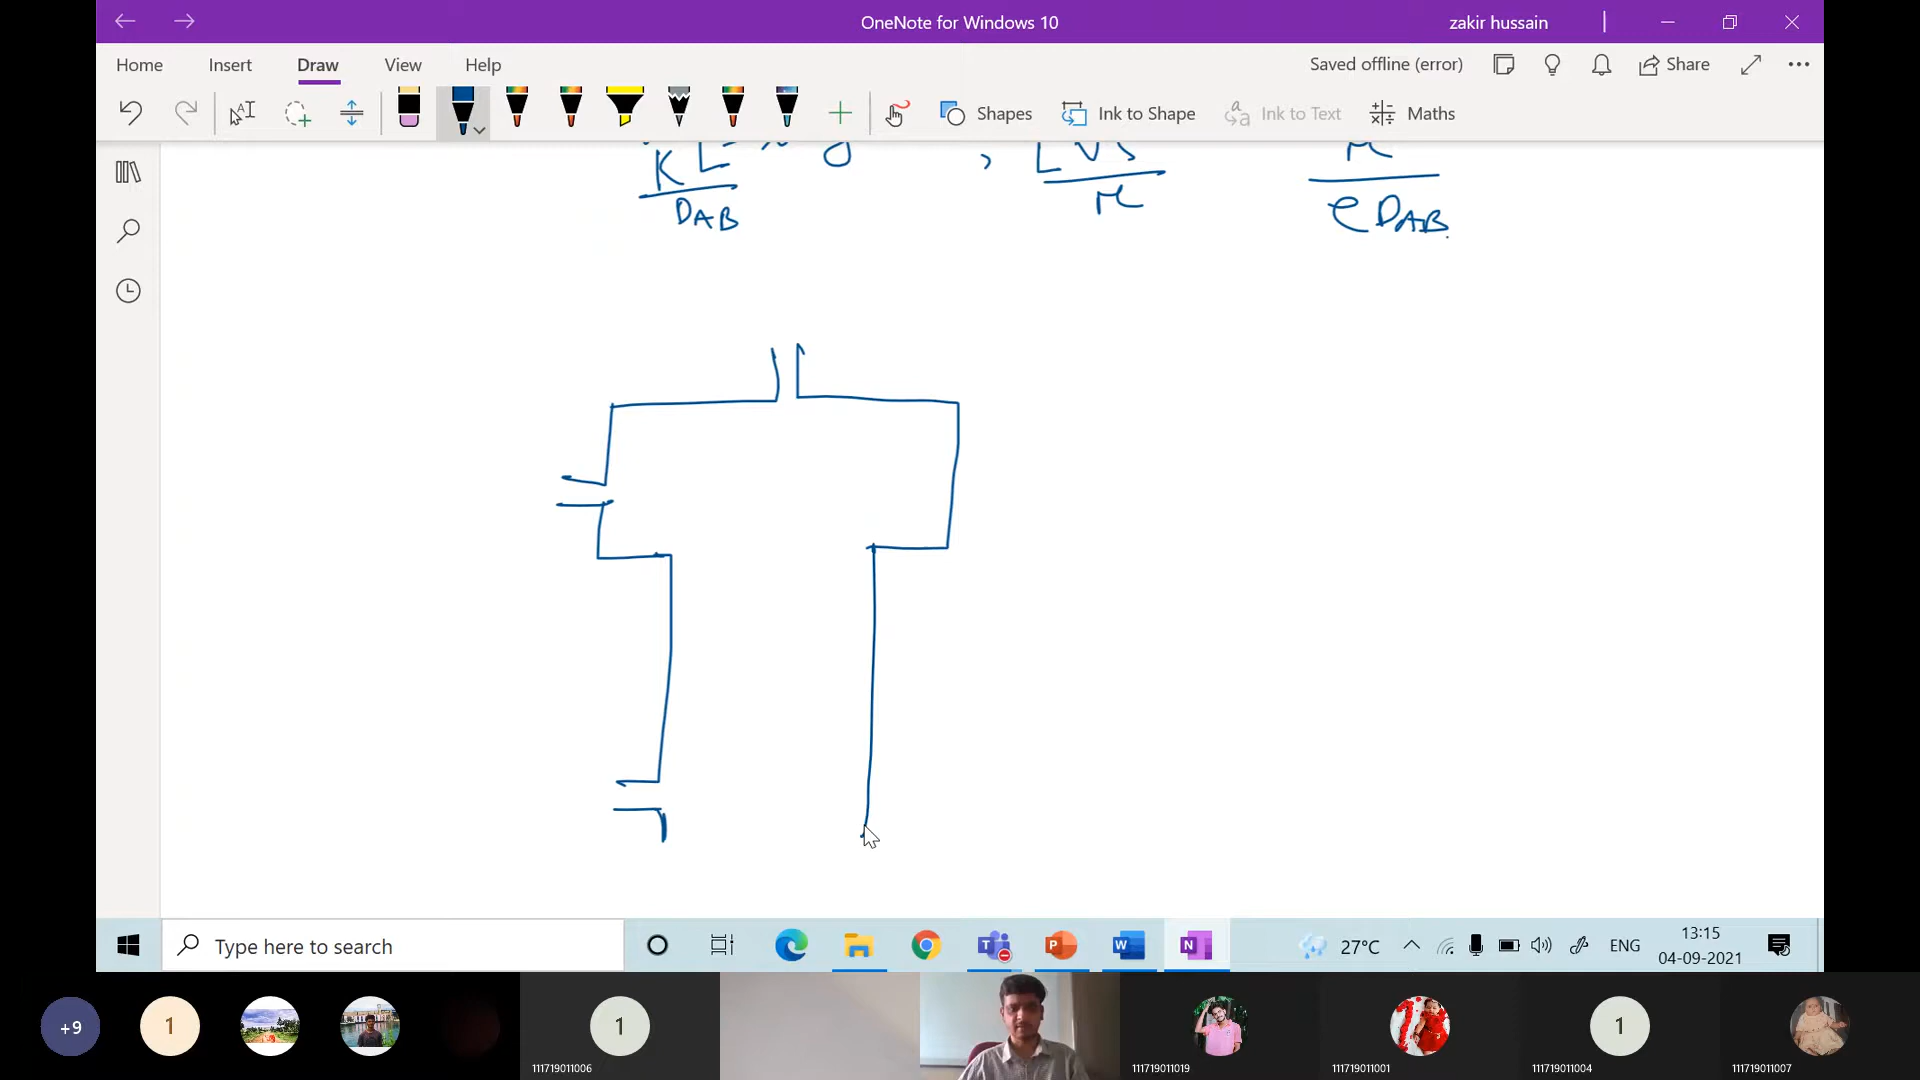 OneNote for Windows 10
zakir hussain
Home Insert Draw View Help
Saved offline (error) Share
Shapes Ink to Shape Ink to Text Maths
K L
D_AB
,
μ
ρ D_AB
Type here to search
27°C ENG 13:15
04-09-2021
+9 1 1 1
111719011006 111719011019 111719011001 111719011004 111719011007